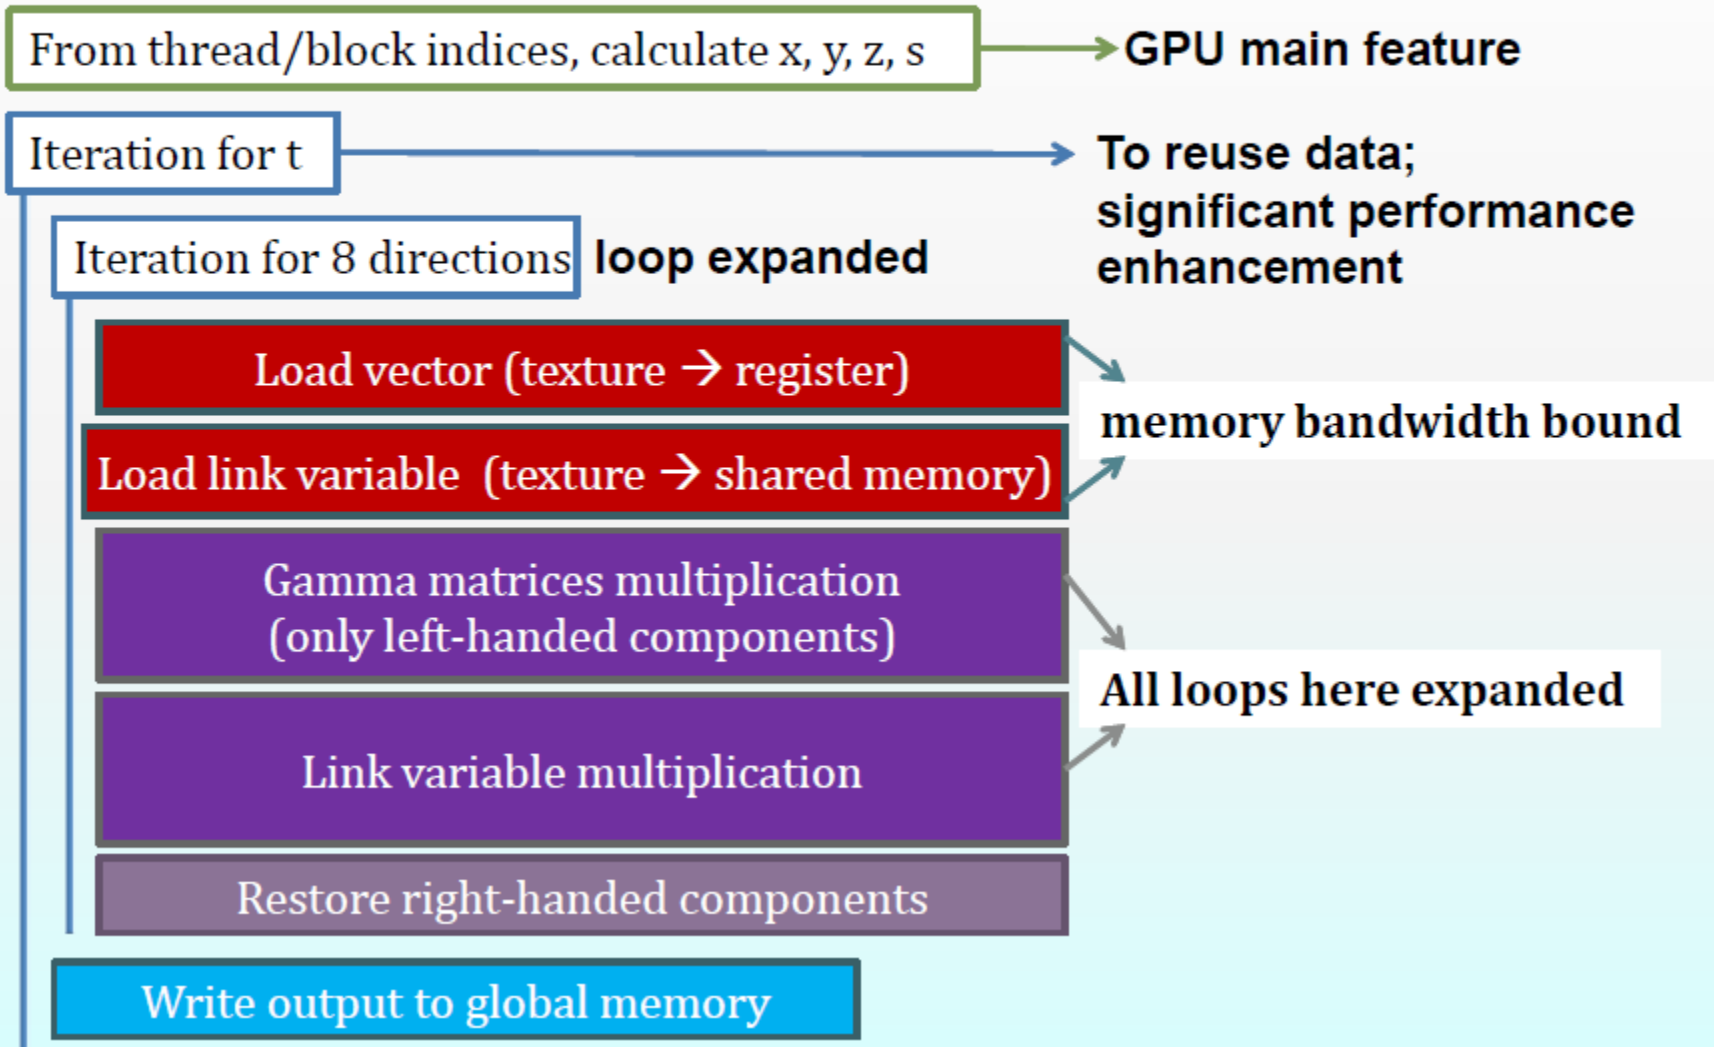 From thread/block indices, calculate x, y, z, s
GPU main feature
Iteration for t
To reuse data;
significant performance
enhancement
Iteration for 8 directions
loop expanded
Load vector (texture → register)
Load link variable (texture → shared memory)
memory bandwidth bound
Gamma matrices multiplication
(only left-handed components)
Link variable multiplication
All loops here expanded
Restore right-handed components
Write output to global memory